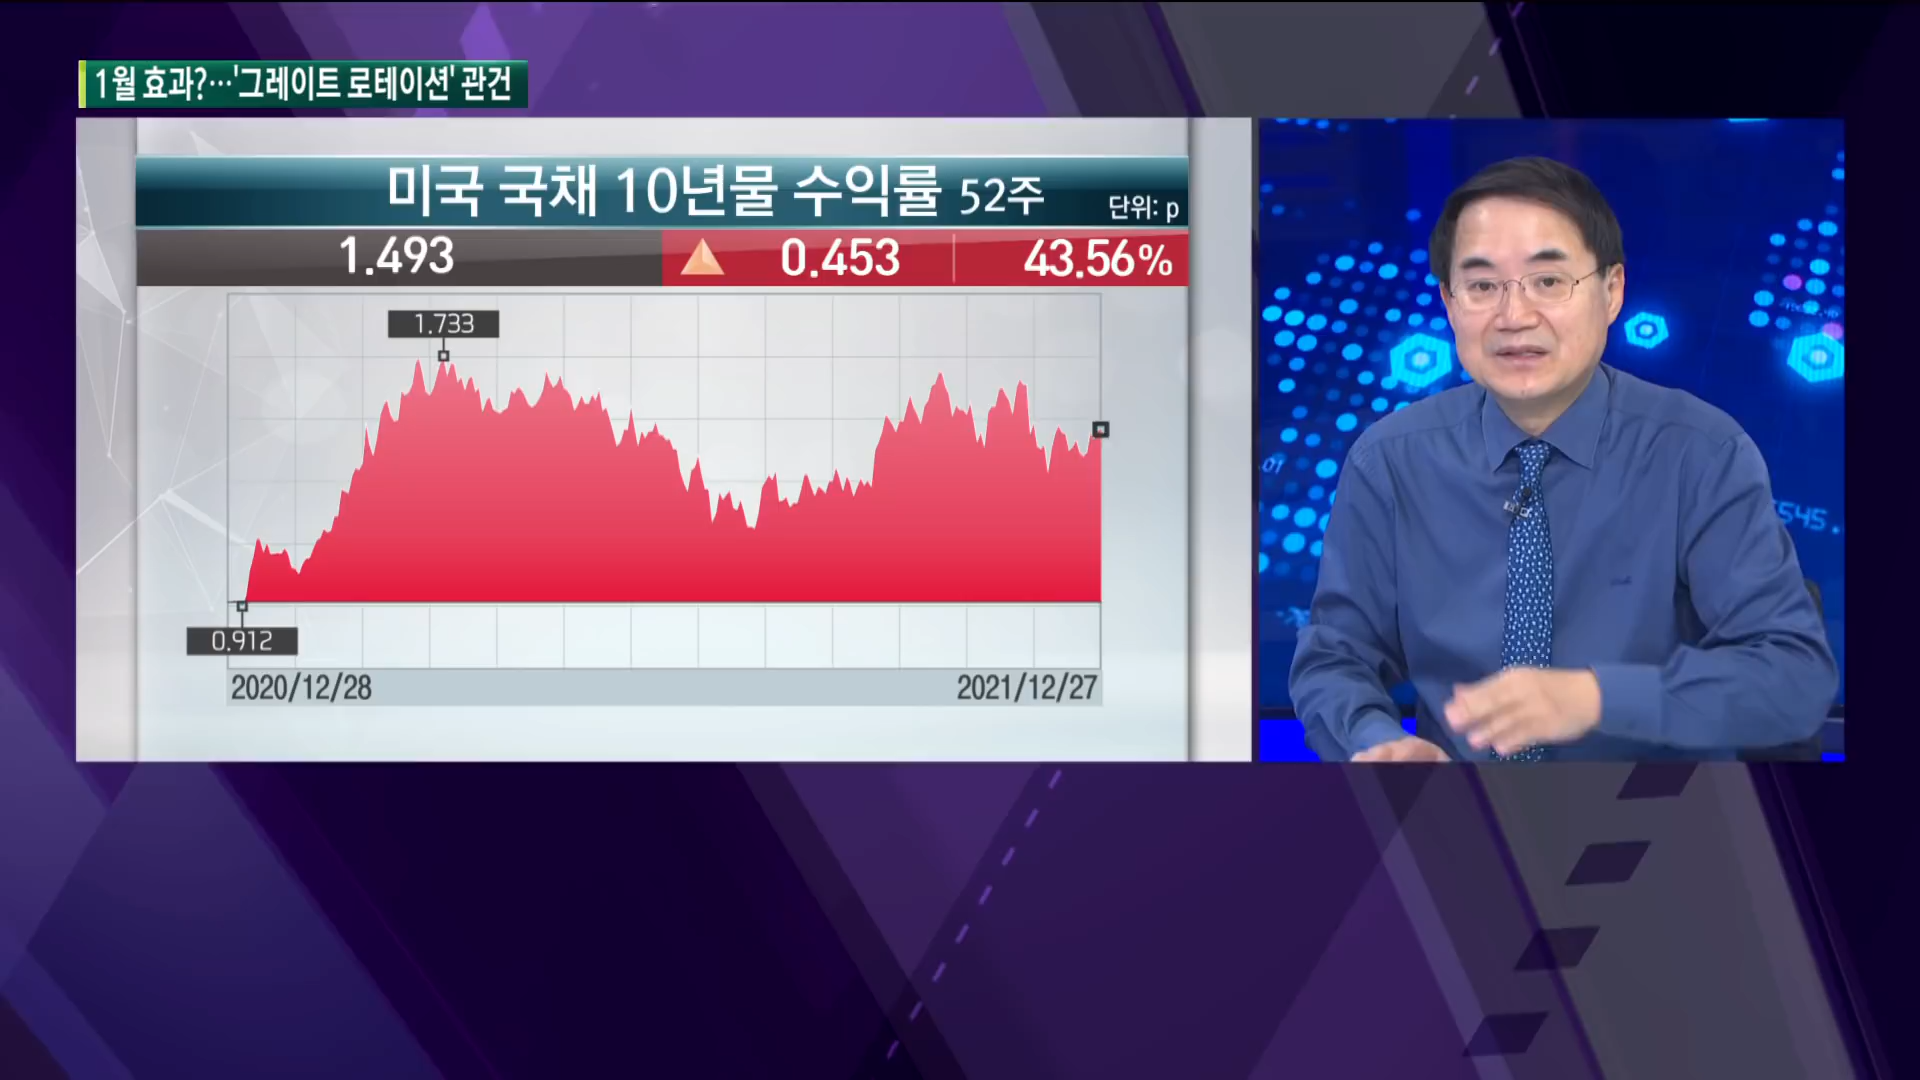 1월 효과?…'그레이트 로테이션' 관건
미국 국채 10년물 수익률 52주 단위: p
1.493 ▲ 0.453 43.56%
1.733
0.912
2020/12/28 2021/12/27
.01
5545.